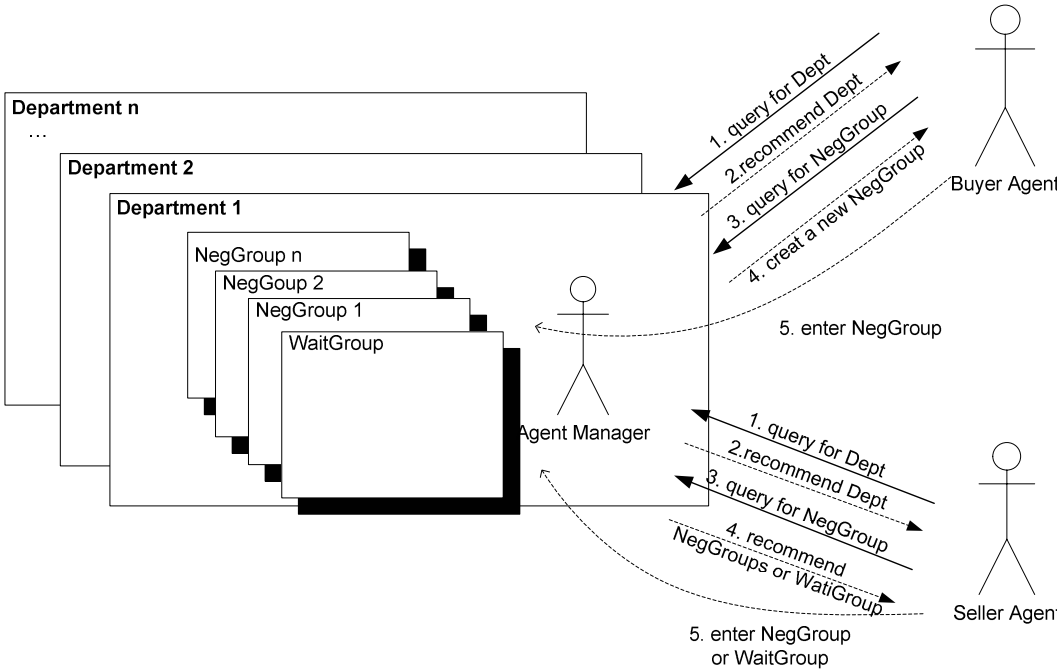 Department n
...
Department 2
Department 1
NegGroup n
NegGoup 2
NegGroup 1
WaitGroup
Agent Manager
1. query for Dept
2.recommend Dept
3. query for NegGroup
4. creat a new NegGroup
Buyer Agent
5. enter NegGroup
1. query for Dept
2.recommend Dept
3. query for NegGroup
4. recommend
NegGroups or WatiGroup
Seller Agent
5. enter NegGroup
or WaitGroup